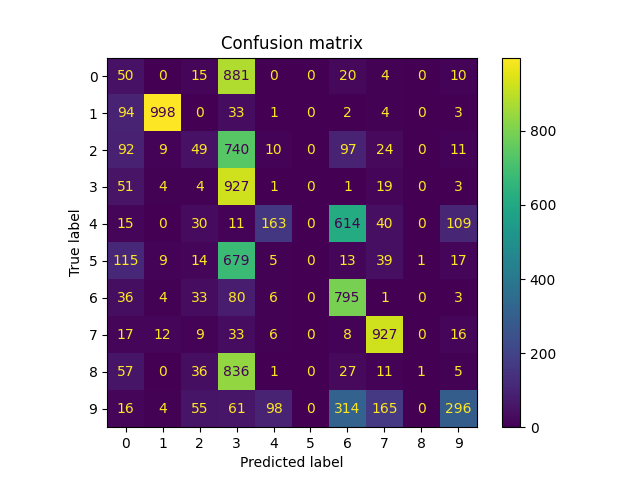 Confusion matrix
0 50 0 15 881 0 0 20 4 0 10
1 94 998 0 33 1 0 2 4 0 3
2 92 9 49 740 10 0 97 24 0 11
3 51 4 4 927 1 0 1 19 0 3
4 15 0 30 11 163 0 614 40 0 109
5 115 9 14 679 5 0 13 39 1 17
6 36 4 33 80 6 0 795 1 0 3
7 17 12 9 33 6 0 8 927 0 16
8 57 0 36 836 1 0 27 11 1 5
9 16 4 55 61 98 0 314 165 0 296
0 1 2 3 4 5 6 7 8 9
Predicted label
True label
800
600
400
200
0